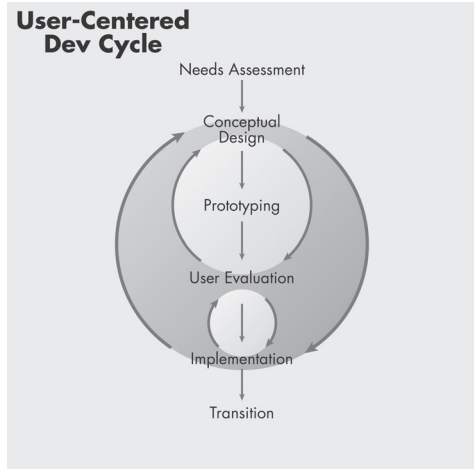 User-Centered
Dev Cycle
Needs Assessment
Conceptual
Design
Prototyping
User Evaluation
Implementation
Transition